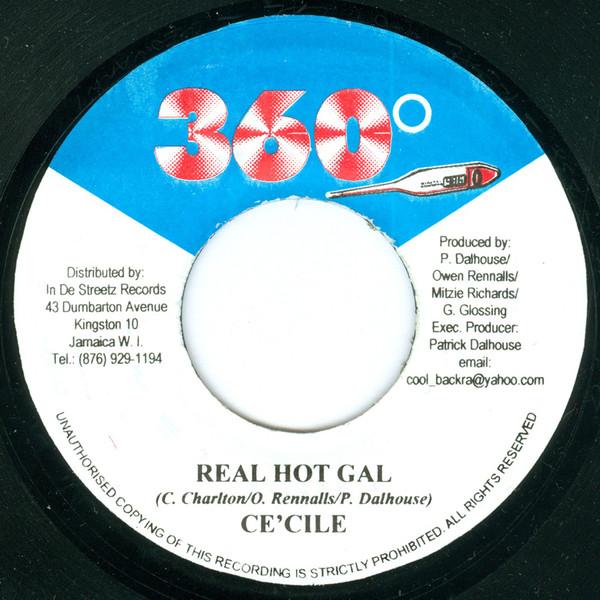 360°
Distributed by:
In De Streetz Records
43 Dumbarton Avenue
Kingston 10
Jamaica W. I.
Tel.: (876) 929-1194
Produced by:
P. Dalhouse/
Owen Rennalls/
Mitzie Richards/
G. Glossing
Exec. Producer:
Patrick Dalhouse
email:
cool_backra@yahoo.com
REAL HOT GAL
(C. Charlton/O. Rennalls/P. Dalhouse)
CE'CILE
UNAUTHORISED COPYING OF THIS RECORDING IS STRICTLY PROHIBITED. ALL RIGHTS RESERVED